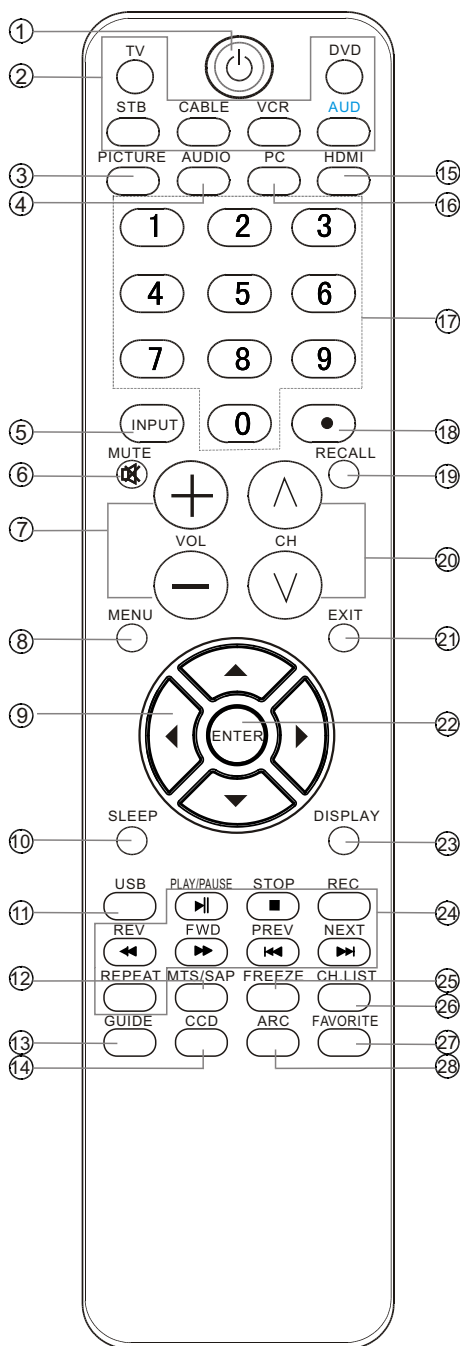 1
2
TV
DVD
STB CABLE VCR AUD
PICTURE AUDIO PC HDMI
3
15
4
16
1 2 3
4 5 6
17
7 8 9
5
INPUT
0
18
MUTE
RECALL
6
19
7
VOL
CH
20
MENU
EXIT
8
21
9
ENTER
22
SLEEP
DISPLAY
10
23
USB PLAY/PAUSE STOP REC
11
24
REV FWD PREV NEXT
12
25
REPEAT MTS/SAP FREEZE CH.LIST
26
GUIDE CCD ARC FAVORITE
13
27
14
28